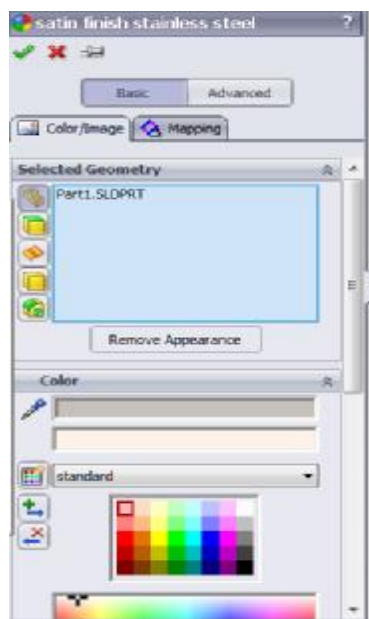 satin finish stainless steel ?
Basic Advanced
Color/Image Mapping
Selected Geometry
Part1.SLDPRT
Remove Appearance
Color
standard